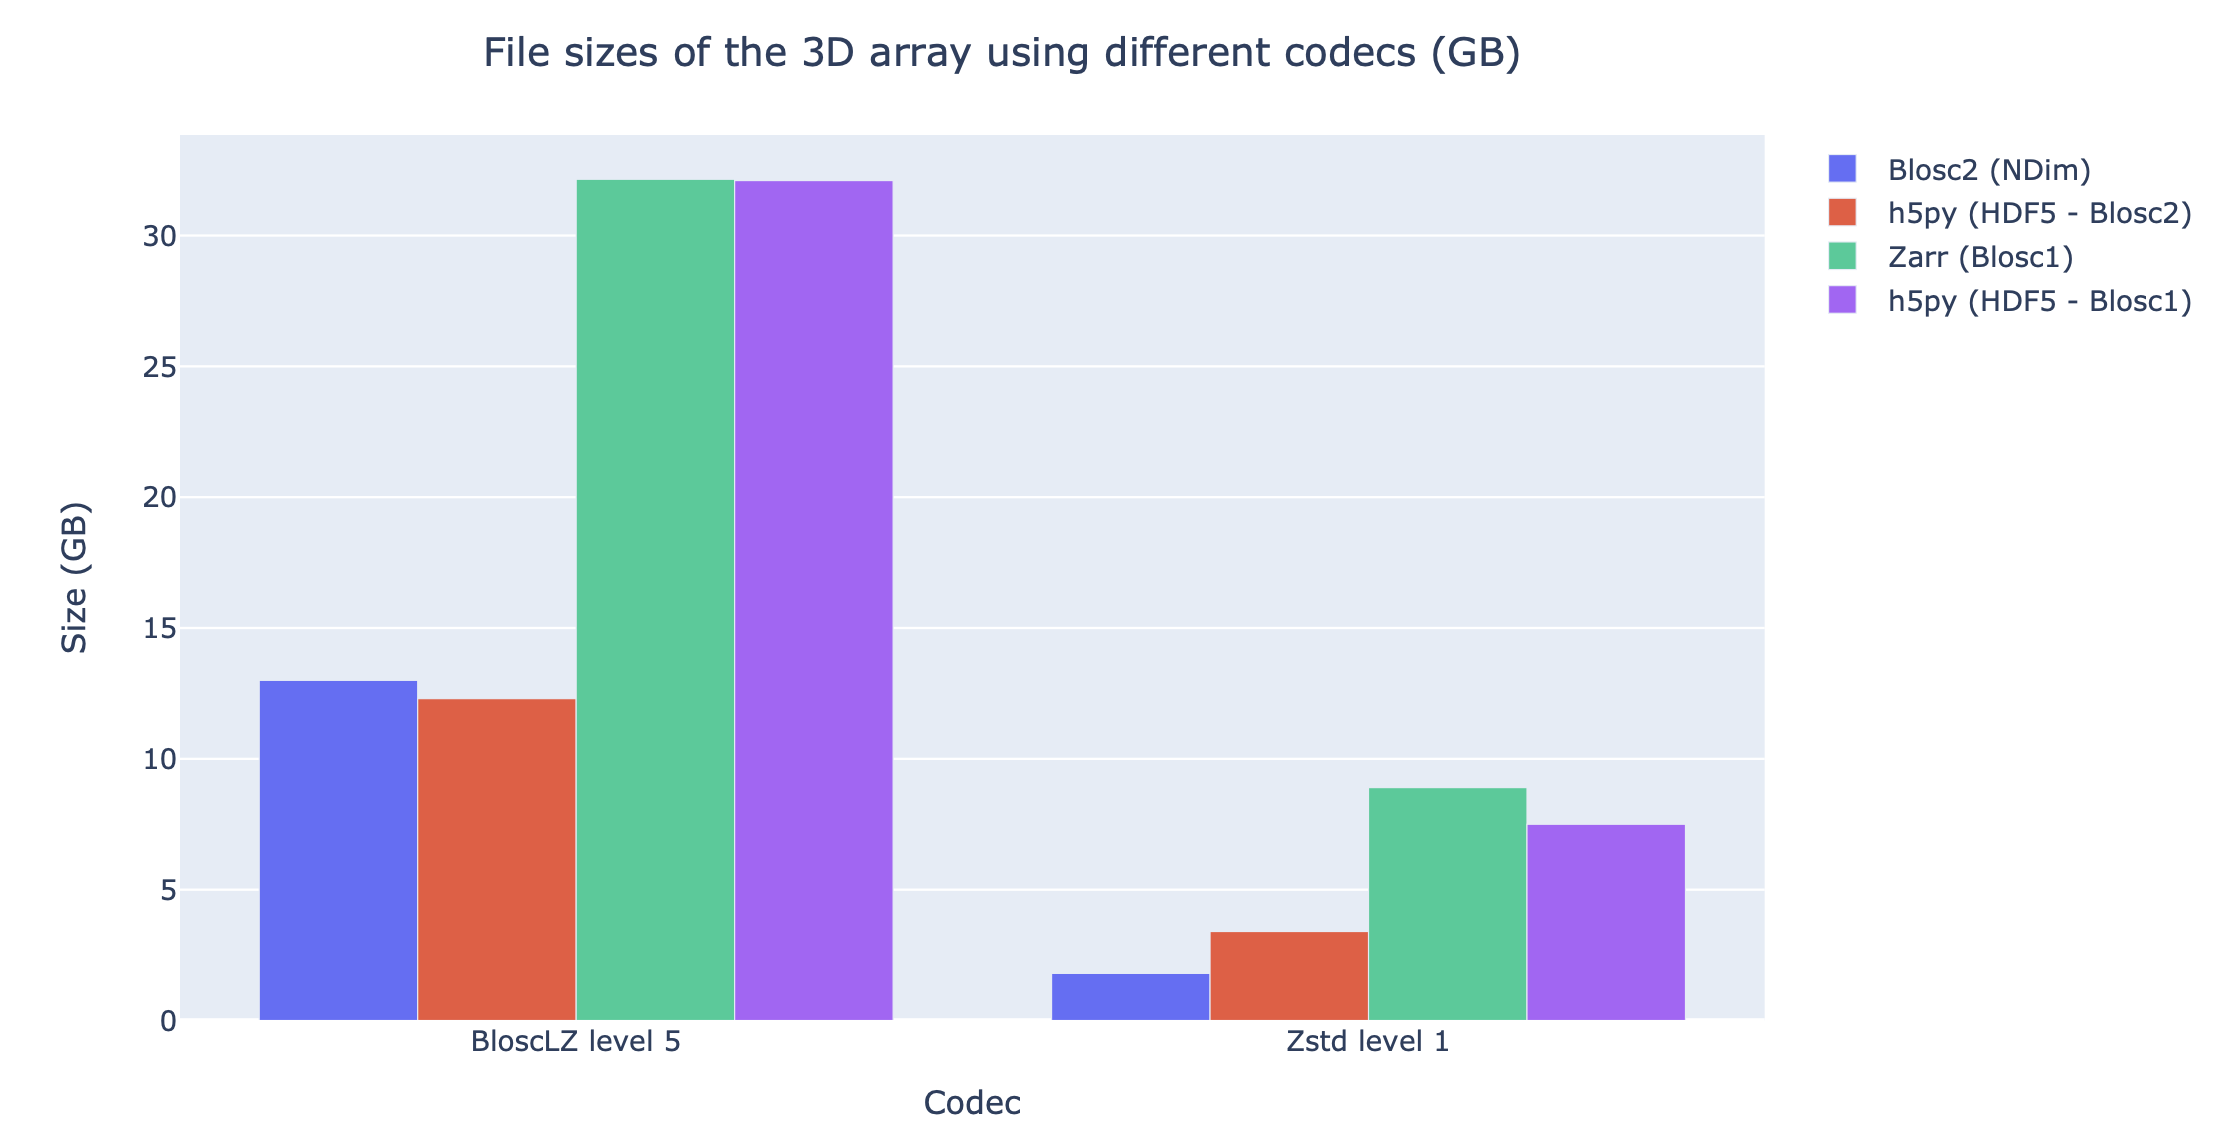 File sizes of the 3D array using different codecs (GB)
Blosc2 (NDim)
h5py (HDF5 - Blosc2)
Zarr (Blosc1)
h5py (HDF5 - Blosc1)
Size (GB)
30
25
20
15
10
5
0
BloscLZ level 5
Zstd level 1
Codec